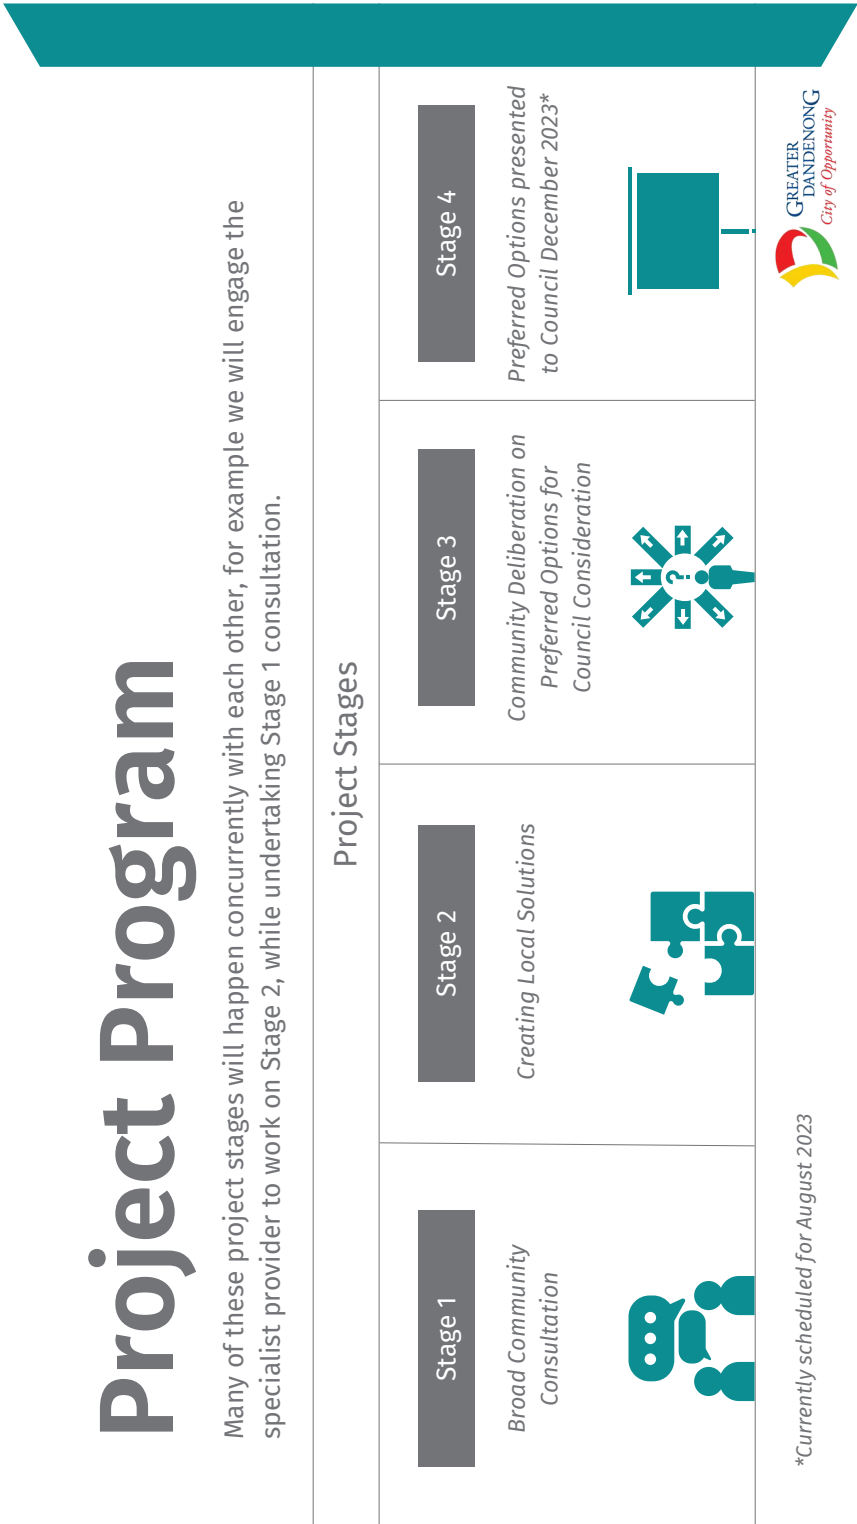 Project Program
Many of these project stages will happen concurrently with each other, for example we will engage the
specialist provider to work on Stage 2, while undertaking Stage 1 consultation.
Project Stages
Stage 1
Broad Community
Consultation
Stage 2
Creating Local Solutions
Stage 3
Community Deliberation on
Preferred Options for
Council Consideration
?
Stage 4
Preferred Options presented
to Council December 2023*
*Currently scheduled for August 2023
GREATER
DANDENONG
City of Opportunity